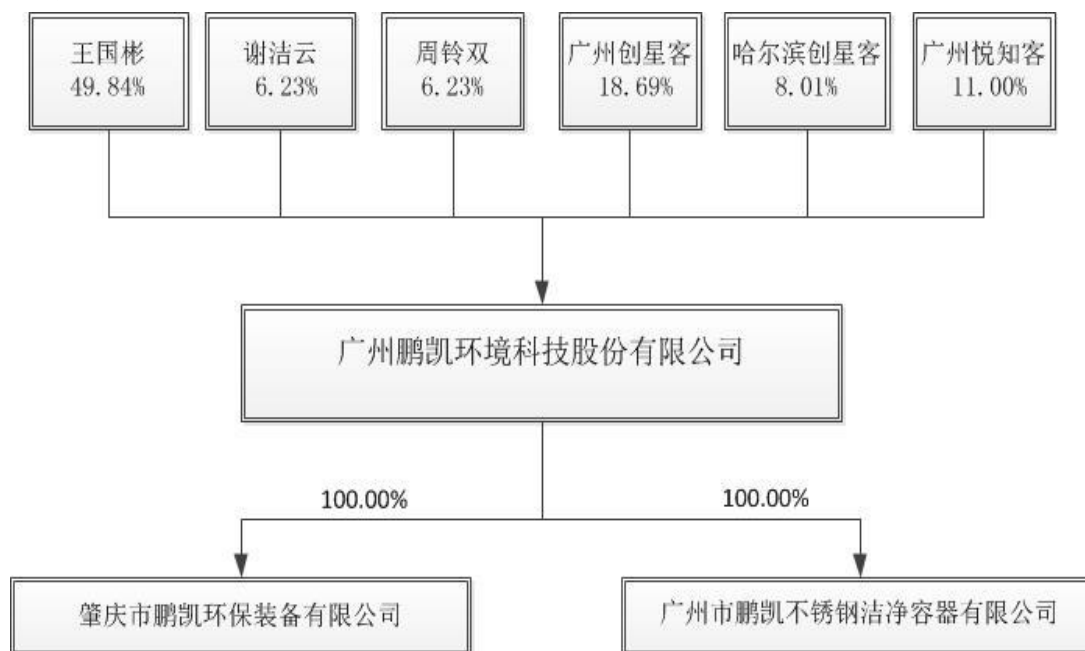 王国彬
49.84%
谢洁云
6.23%
周铃双
6.23%
广州创星客
18.69%
哈尔滨创星客
8.01%
广州悦知客
11.00%
广州鹏凯环境科技股份有限公司
100.00%
100.00%
肇庆市鹏凯环保装备有限公司
广州市鹏凯不锈钢洁净容器有限公司